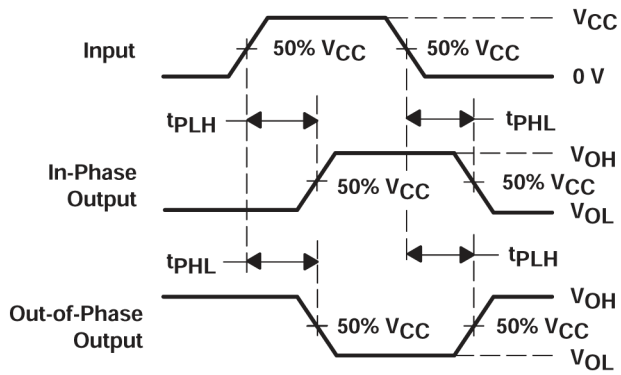 VCC
Input
50% VCC
50% VCC
0 V
tPLH
tPHL
VOH
In-Phase
Output
50% VCC
50% VCC
VOL
tPHL
tPLH
VOH
Out-of-Phase
Output
50% VCC
50% VCC
VOL